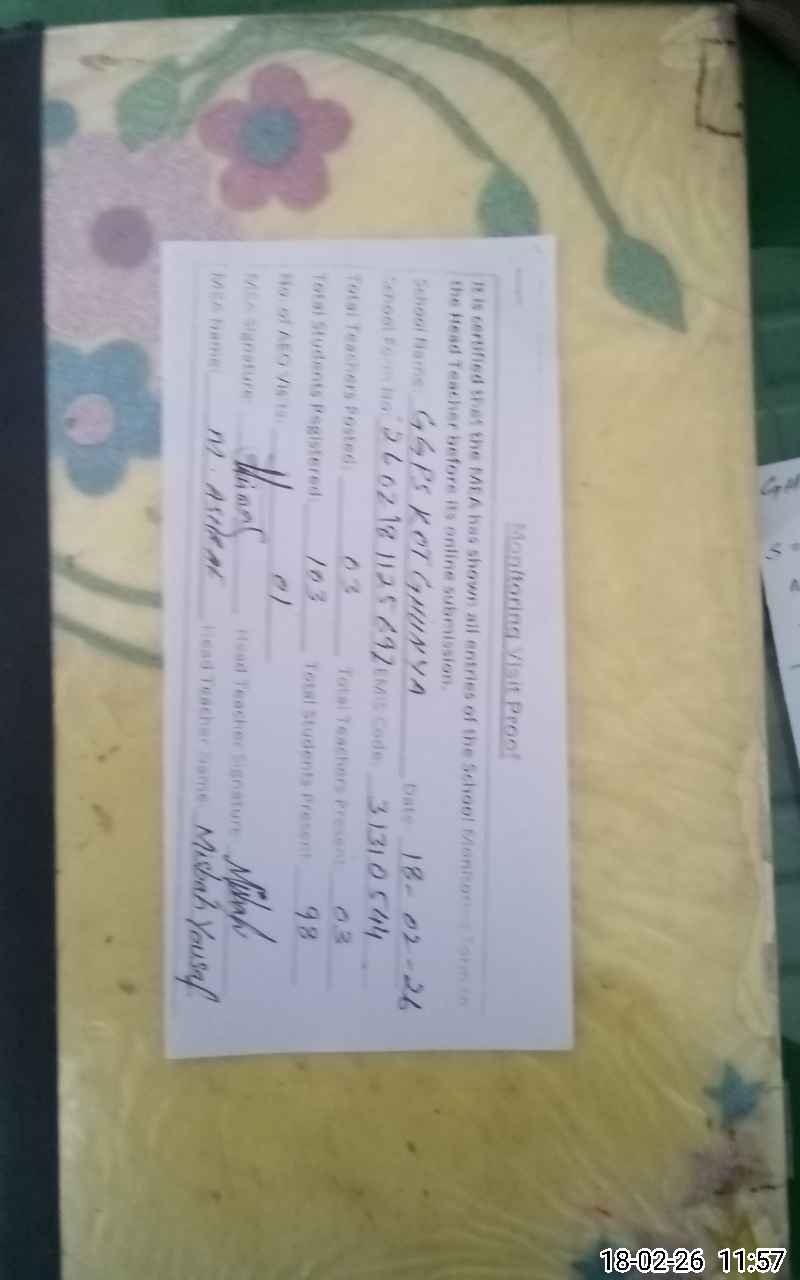 Monitoring Visit Proof
It is certified that the MEA has shown all entries of the School Monitoring Form to
the Head Teacher before its online submission.
School Name: GGPS KOT GHUNYA Date: 18-02-26
School Form No: EMIS Code: 31310544
Total Teachers Posted: 03 Total Teachers Present: 03
Total Students Registered: 103 Total Students Present: 98
No. of AEO Visits: 01
MEA Signature: Head Teacher Signature: Misbah
MEA Name: M. ASHRAF Head Teacher Name: Misbah Yousaf
18-02-26 11:57